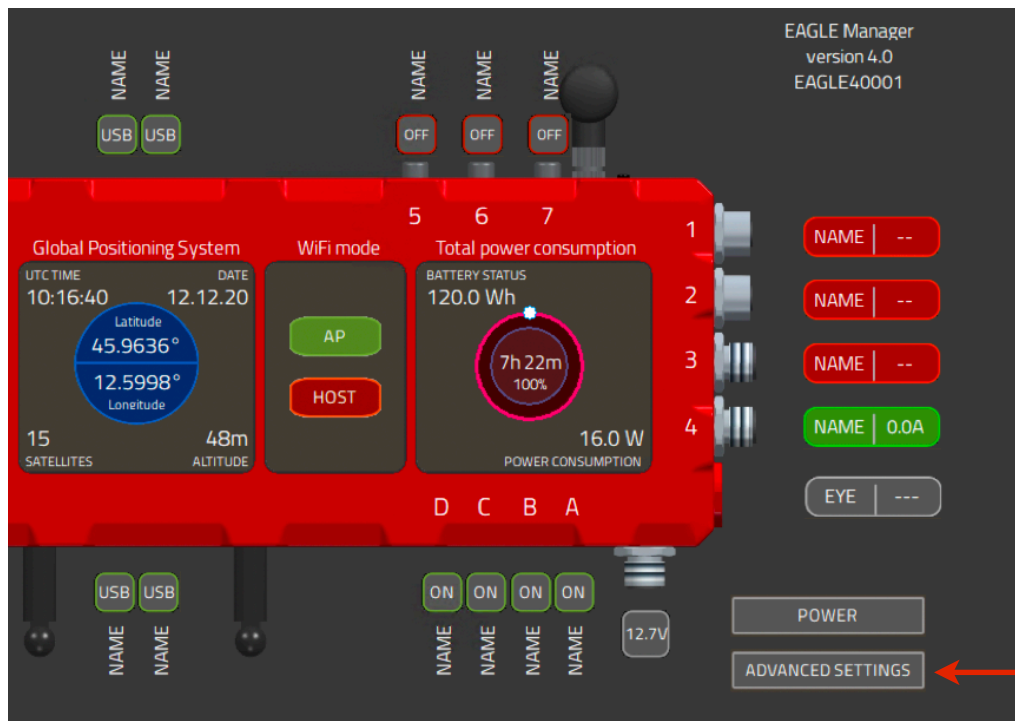 EAGLE Manager
version 4.0
EAGLE40001
NAME NAME NAME NAME NAME
USB USB OFF OFF OFF
5 6 7
1
NAME --
Global Positioning System WiFi mode Total power consumption
UTC TIME DATE BATTERY STATUS
10:16:40 12.12.20 120.0 Wh
2
NAME --
Latitude
45.9636°
12.5998°
Longitude
AP
HOST
7h 22m
100%
3
NAME --
4
NAME 0.0A
15 48m 16.0 W
SATELLITES ALTITUDE POWER CONSUMPTION
EYE ---
D C B A
USB USB ON ON ON ON
NAME NAME NAME NAME NAME NAME
12.7V
POWER
ADVANCED SETTINGS